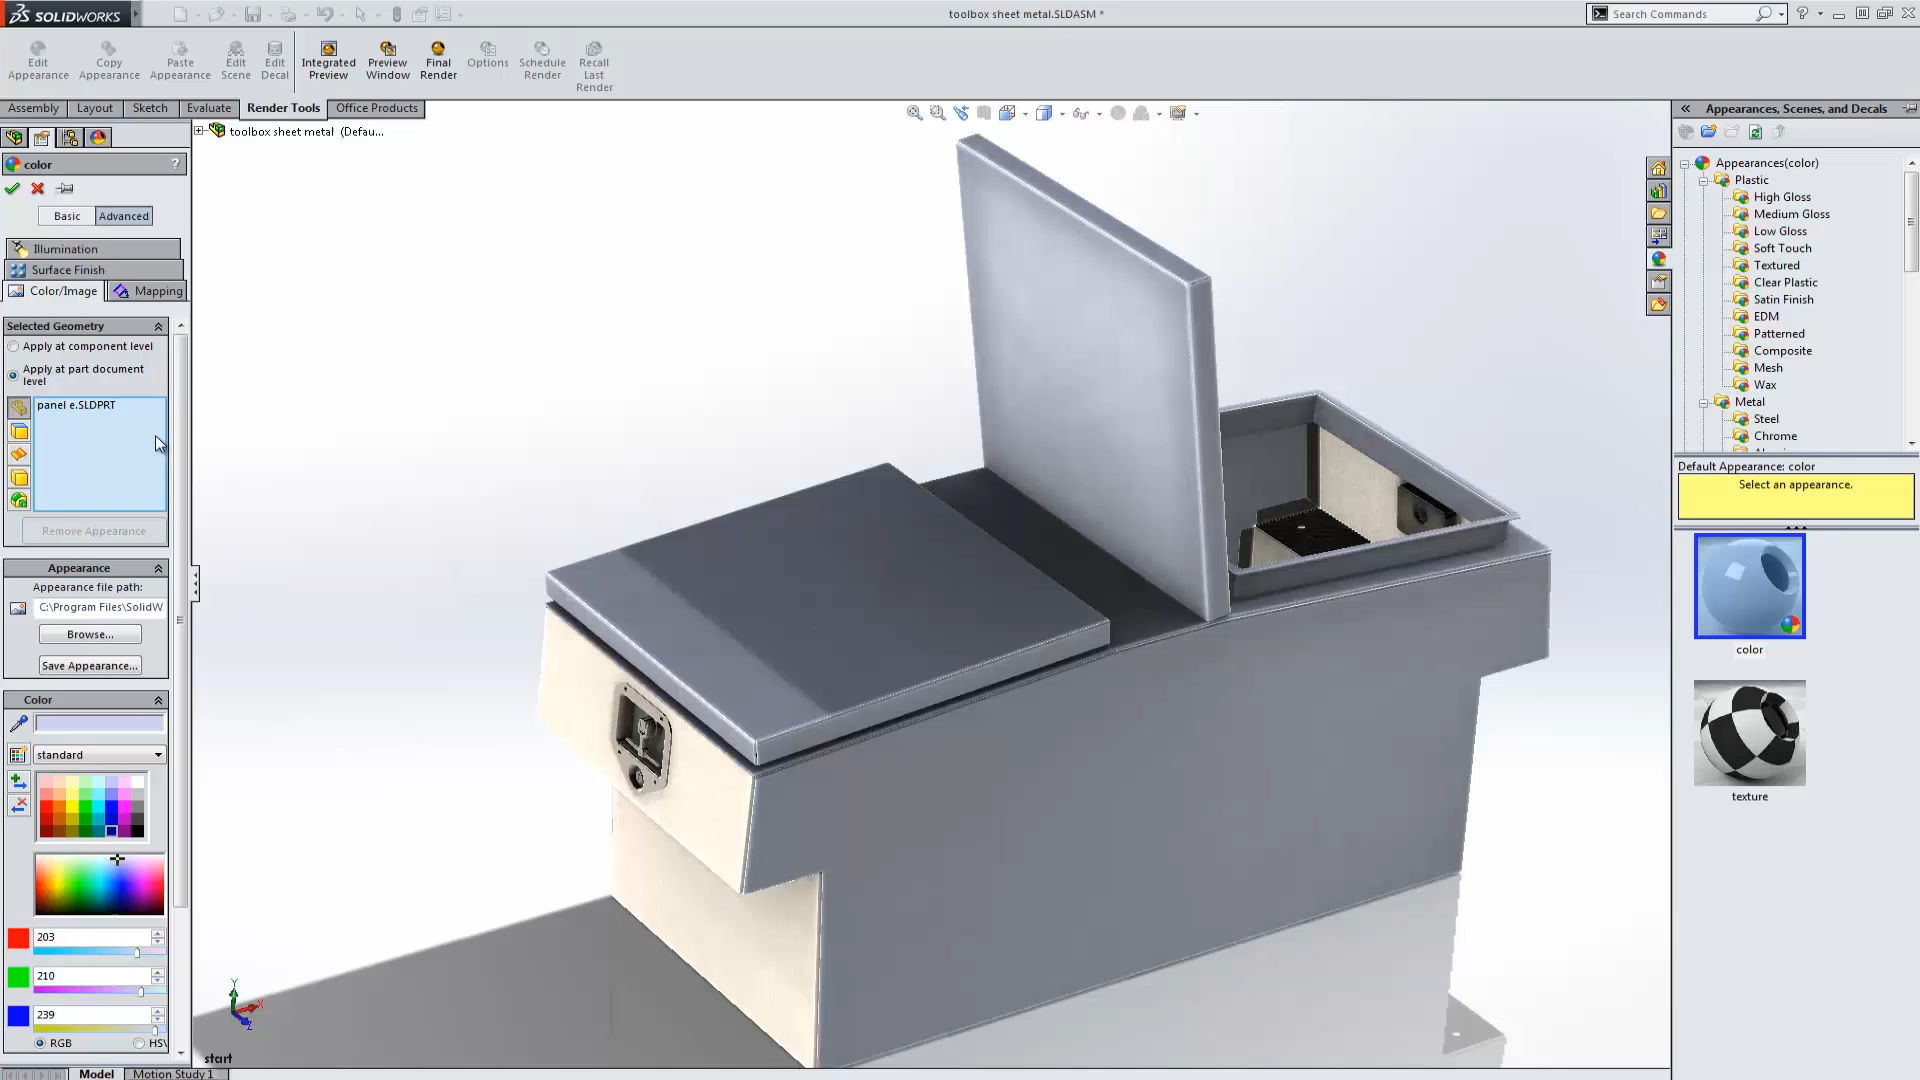 SOLIDWORKS
toolbox sheet metal.SLDASM *
Search Commands
Edit Appearance
Copy Appearance
Paste Appearance
Edit Scene
Edit Decal
Integrated Preview
Preview Window
Final Render
Options
Schedule Render
Recall Last Render
Assembly
Layout
Sketch
Evaluate
Render Tools
Office Products
toolbox sheet metal (Defau...
color
?
Basic
Advanced
Illumination
Surface Finish
Color/Image
Mapping
Selected Geometry
Apply at component level
Apply at part document level
panel e.SLDPRT
Remove Appearance
Appearance
Appearance file path:
C:\Program Files\SolidW
Browse...
Save Appearance...
Color
standard
203
210
239
RGB
HSV
Y
X
Z
start
Model
Motion Study 1
Appearances, Scenes, and Decals
Appearances(color)
Plastic
High Gloss
Medium Gloss
Low Gloss
Soft Touch
Textured
Clear Plastic
Satin Finish
EDM
Patterned
Composite
Mesh
Wax
Metal
Steel
Chrome
Default Appearance: color
Select an appearance.
color
texture